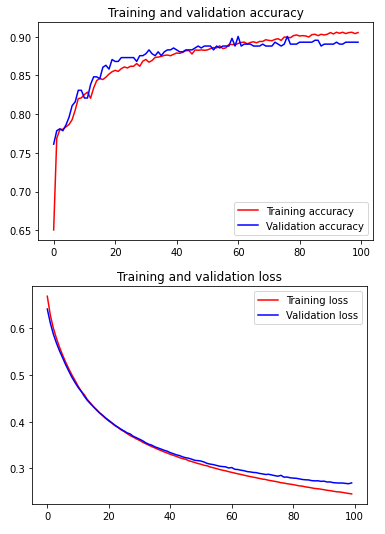 Training and validation accuracy
0.90
0.85
0.80
0.75
0.70
0.65
Training accuracy
Validation accuracy
0 20 40 60 80 100
Training and validation loss
Training loss
Validation loss
0.6
0.5
0.4
0.3
0 20 40 60 80 100